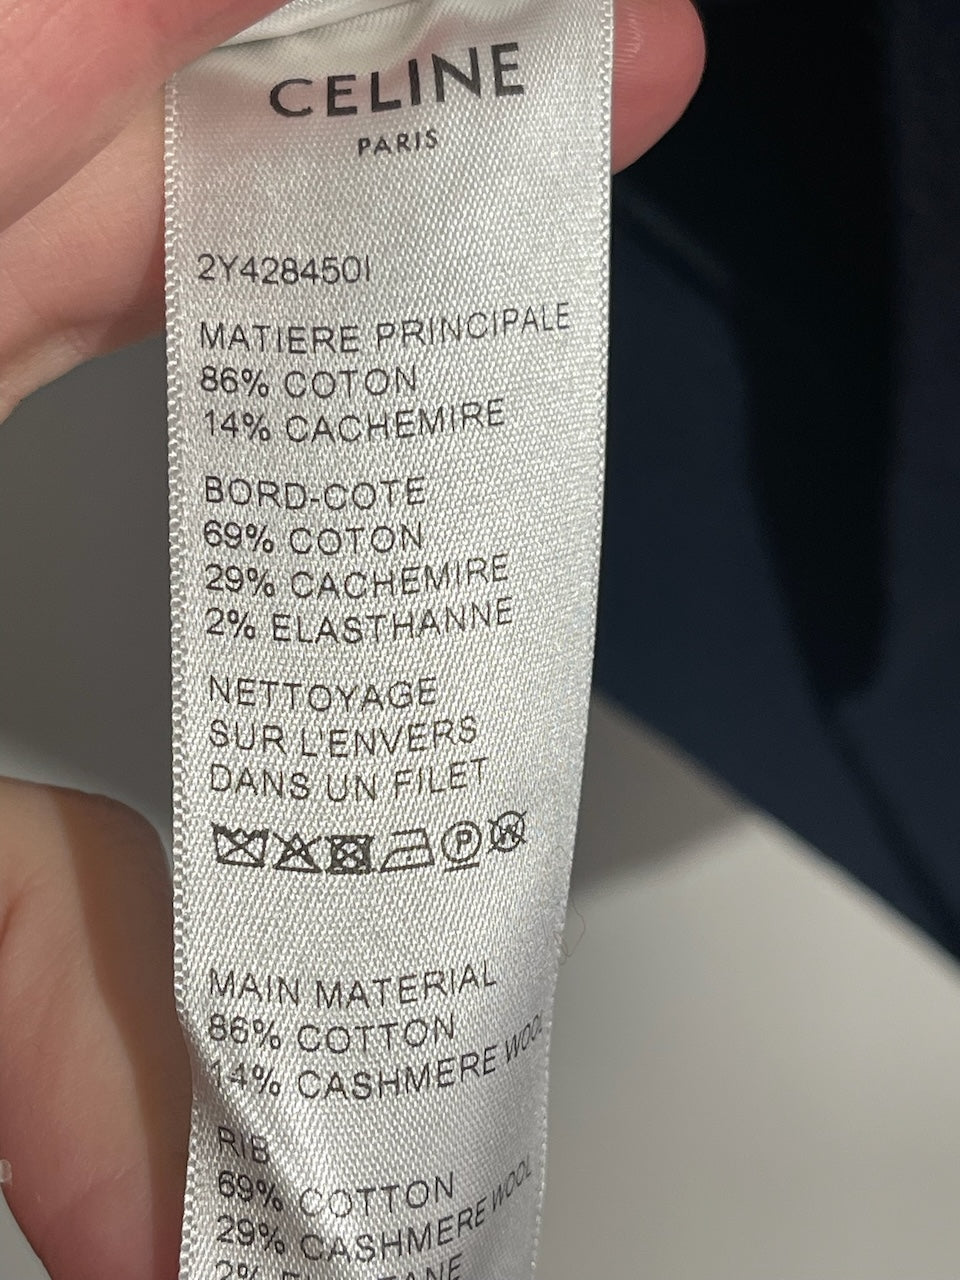 CELINE
PARIS
2Y428450I
MATIERE PRINCIPALE
86% COTON
14% CACHEMIRE
BORD-COTE
69% COTON
29% CACHEMIRE
2% ELASTHANNE
NETTOYAGE
SUR L'ENVERS
DANS UN FILET
P
W
MAIN MATERIAL
86% COTTON
14% CASHMERE WOOL
RIB
69% COTTON
29% CASHMERE WOOL
2%